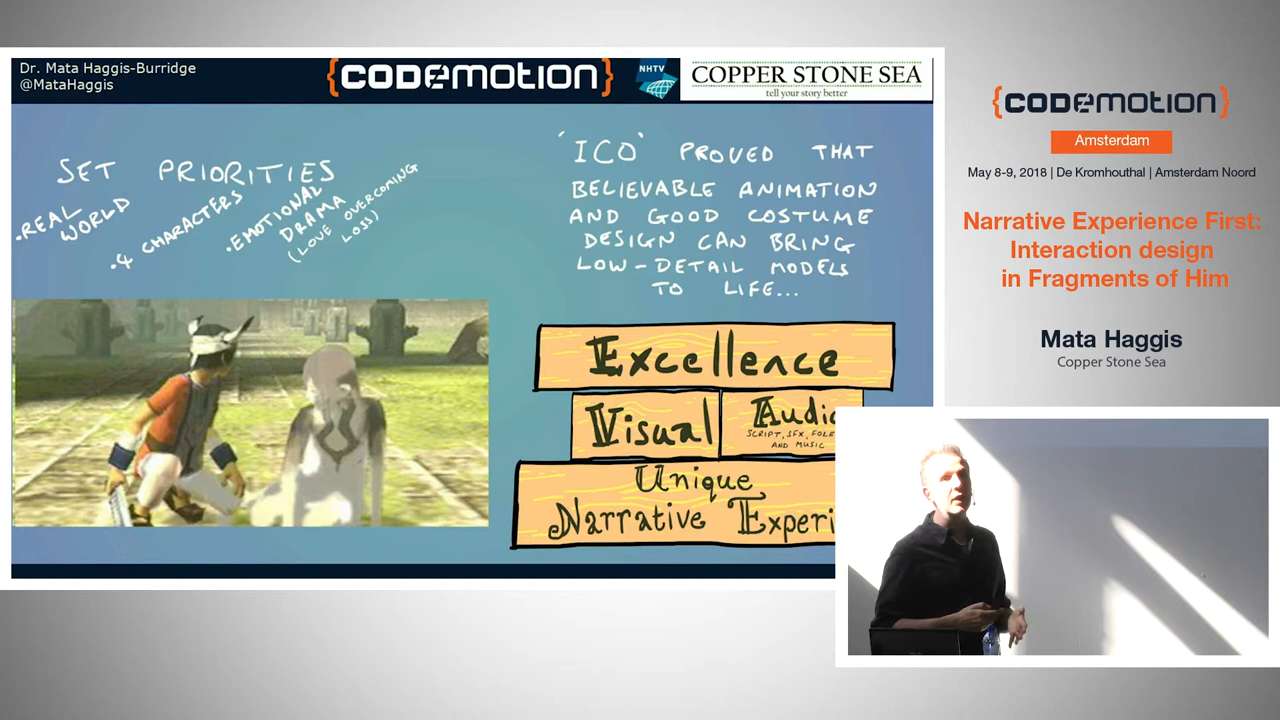 Dr. Mata Haggis-Burridge
@MataHaggis
{CODEMOTION}
NHTV
COPPER STONE SEA
tell your story better
SET PRIORITIES
•REAL WORLD
•4 CHARACTERS
•EMOTIONAL DRAMA
(LOVE OVERCOMING LOSS)
'ICO' PROVED THAT
BELIEVABLE ANIMATION
AND GOOD COSTUME
DESIGN CAN BRING
LOW-DETAIL MODELS
TO LIFE...
Excellence
Visual
Audio
SCRIPT, SFX, FOLE
AND MUSIC
Unique
Narrative Experi
{CODEMOTION}
Amsterdam
May 8-9, 2018 | De Kromhouthal | Amsterdam Noord
Narrative Experience First:
Interaction design
in Fragments of Him
Mata Haggis
Copper Stone Sea